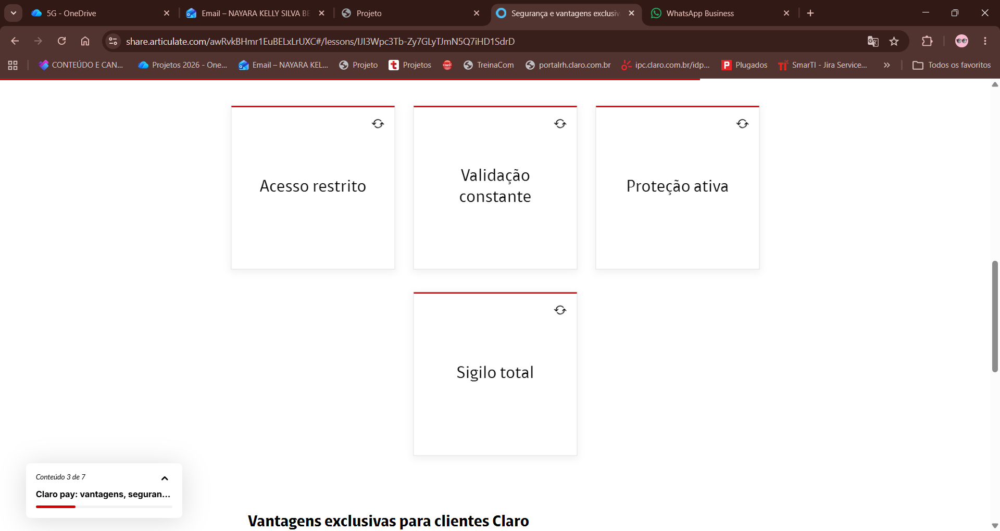 5G - OneDrive
Email – NAYARA KELLY SILVA BE
Projeto
Segurança e vantagens exclusiv
WhatsApp Business
share.articulate.com/awRvkBHmr1EuBELxLrUXC#/lessons/IJI3Wpc3Tb-Zy7GLyTJmN5Q7iHD1SdrD
CONTEÚDO E CAN...
Projetos 2026 - One...
Email – NAYARA KEL...
Projeto
Projetos
TreinaCom
portalrh.claro.com.br
ipc.claro.com.br/idp...
Plugados
SmarTI - Jira Service...
Todos os favoritos
Acesso restrito
Validação
constante
Proteção ativa
Sigilo total
Conteúdo 3 de 7
Claro pay: vantagens, seguran...
Vantagens exclusivas para clientes Claro